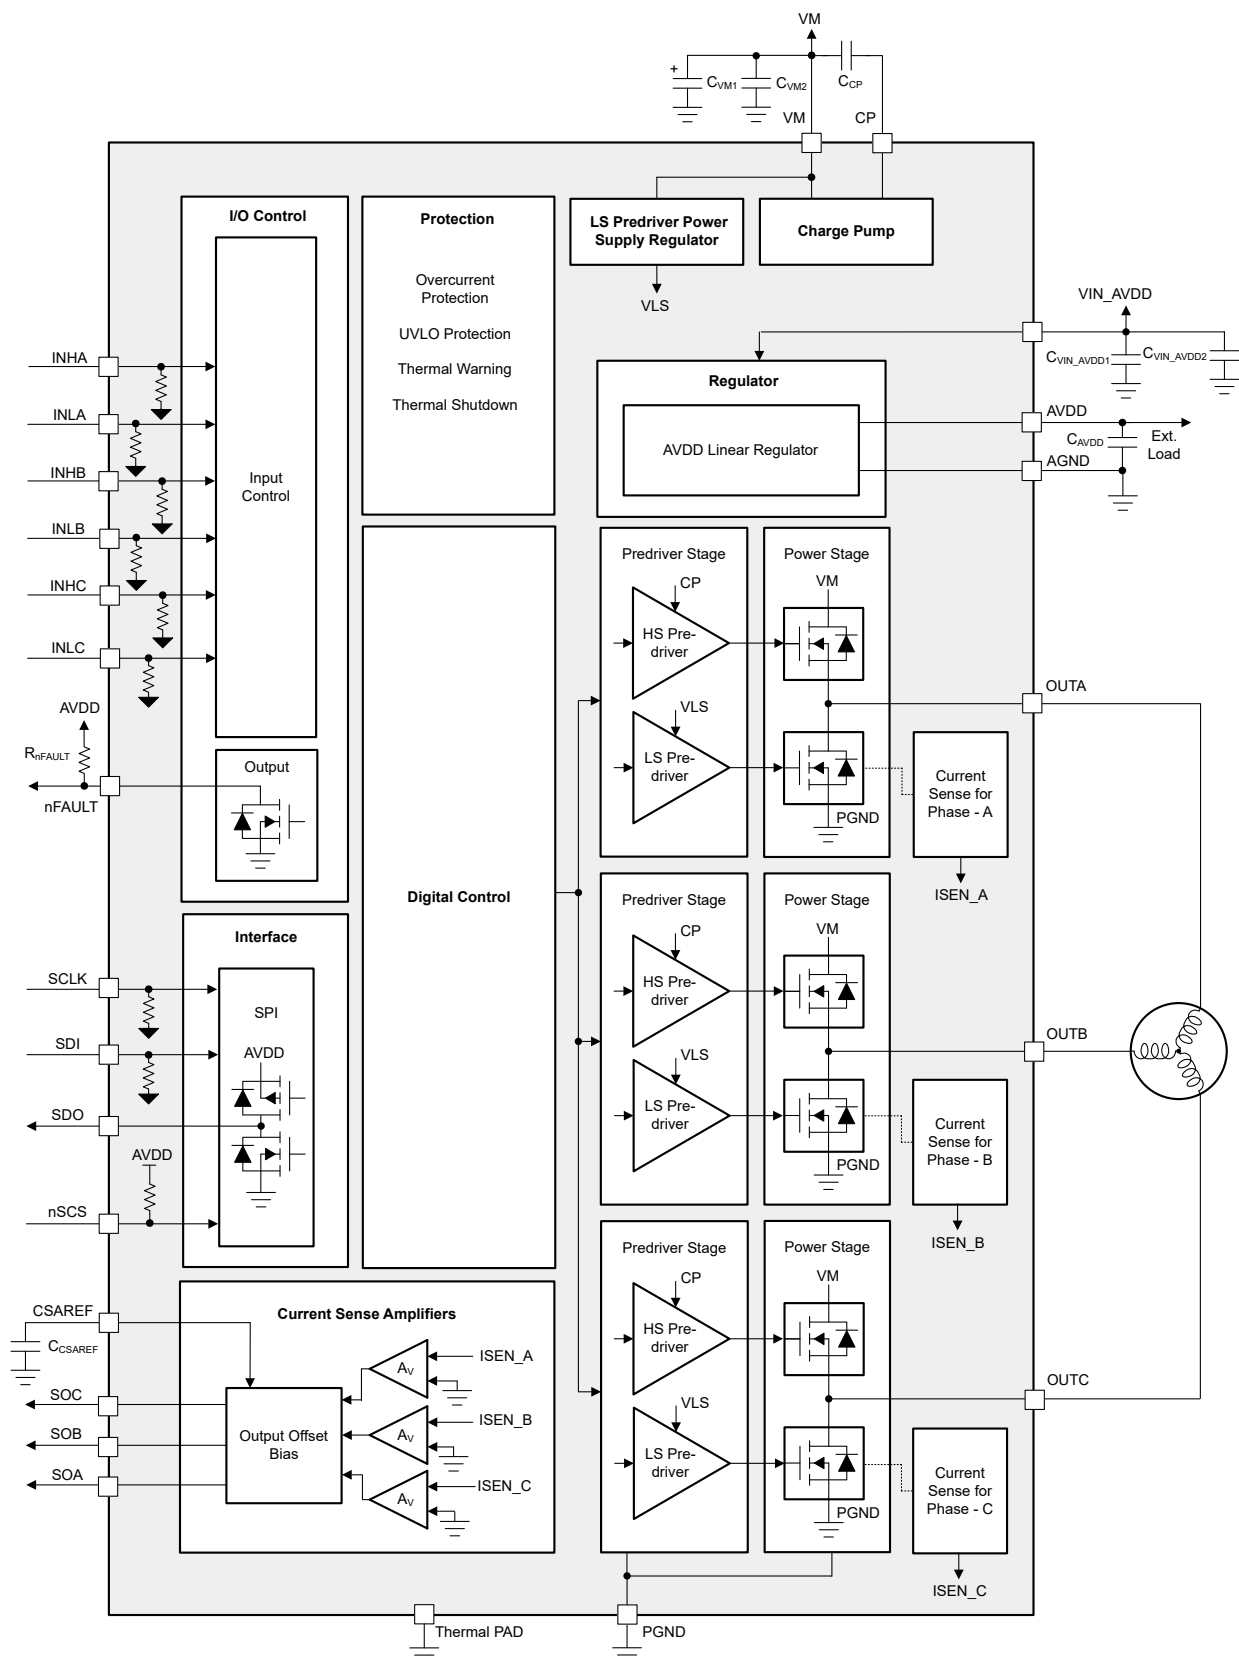 VM
+
CVM1
CVM2
CCP
VM
CP
I/O Control
Input
Control
Output
Protection
Overcurrent
Protection
UVLO Protection
Thermal Warning
Thermal Shutdown
LS Predriver Power
Supply Regulator
VLS
Charge Pump
VIN_AVDD
CVIN_AVDD1
CVIN_AVDD2
Regulator
AVDD Linear Regulator
AVDD
CAVDD
Ext.
Load
AGND
INHA
INLA
INHB
INLB
INHC
INLC
AVDD
RnFAULT
nFAULT
Digital Control
Predriver Stage
CP
HS Pre-
driver
VLS
LS Pre-
driver
Power Stage
VM
PGND
OUTA
Current
Sense for
Phase - A
ISEN_A
Predriver Stage
CP
HS Pre-
driver
VLS
LS Pre-
driver
Power Stage
VM
PGND
OUTB
Current
Sense for
Phase - B
ISEN_B
Predriver Stage
CP
HS Pre-
driver
VLS
LS Pre-
driver
Power Stage
VM
PGND
OUTC
Current
Sense for
Phase - C
ISEN_C
Interface
SPI
AVDD
SCLK
SDI
SDO
AVDD
nSCS
Current Sense Amplifiers
CSAREF
CCSAREF
SOC
SOB
SOA
Output Offset
Bias
AV
ISEN_A
AV
ISEN_B
AV
ISEN_C
Thermal PAD
PGND